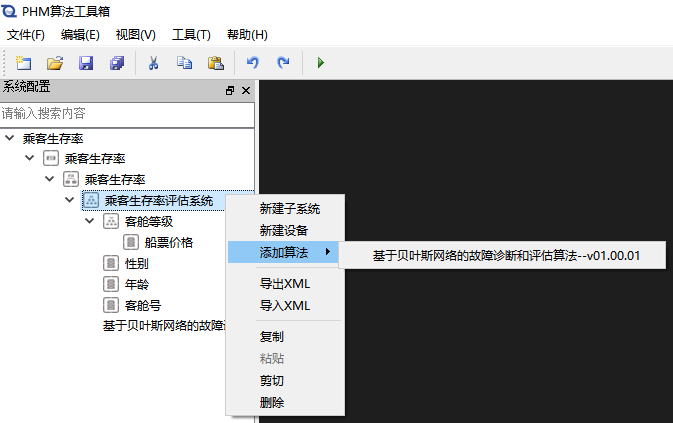 PHM算法工具箱
文件(F) 编辑(E) 视图(V) 工具(T) 帮助(H)
系统配置
请输入搜索内容
乘客生存率
乘客生存率
乘客生存率
乘客生存率评估系统
客舱等级
船票价格
性别
年龄
客舱号
基于贝叶斯网络的故
新建子系统
新建设备
添加算法
基于贝叶斯网络的故障诊断和评估算法--v01.00.01
导出XML
导入XML
复制
粘贴
剪切
删除